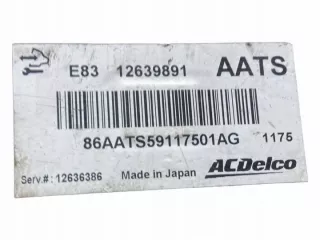 E83 12639891 AATS
86AATS59117501AG 1175
Serv.#: 12636386 Made in Japan ACDelco